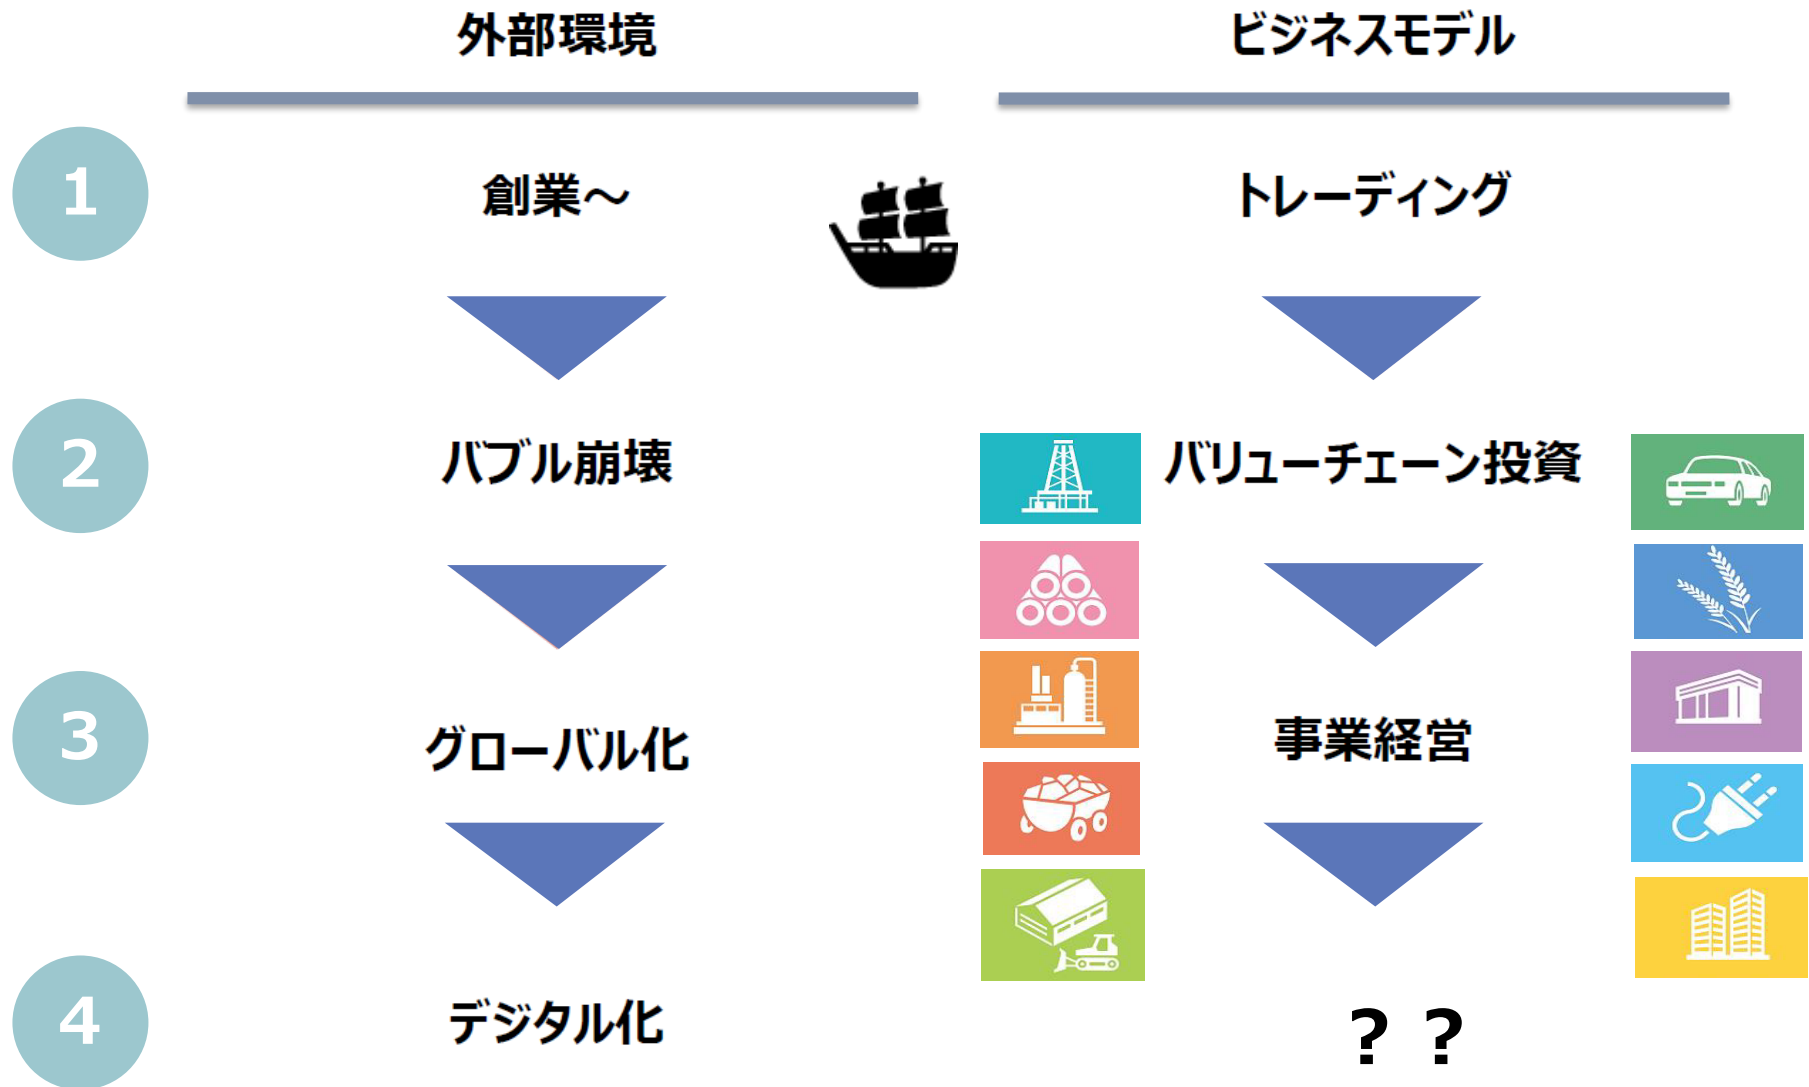 外部環境
ビジネスモデル
1
創業～
トレーディング
2
バブル崩壊
バリューチェーン投資
3
グローバル化
事業経営
4
デジタル化
？？